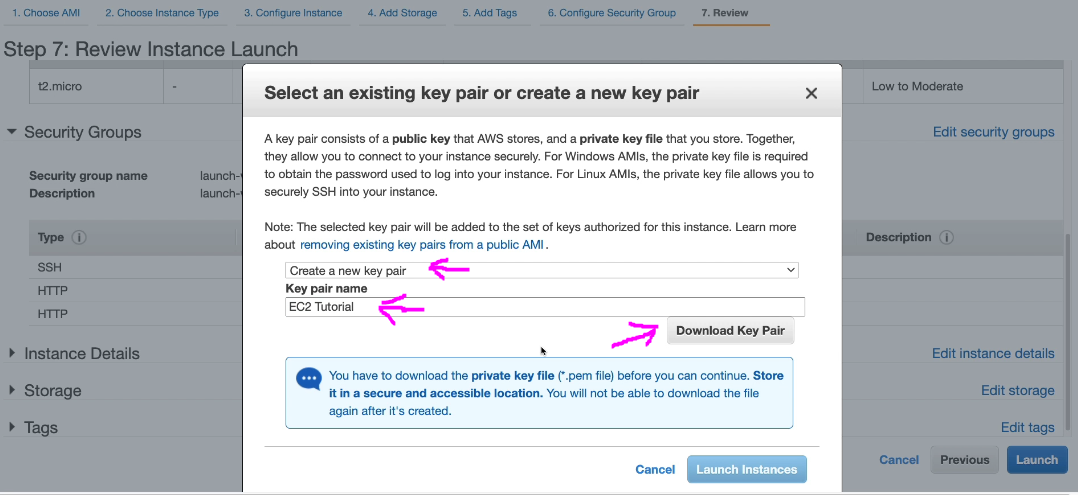 1. Choose AMI 2. Choose Instance Type 3. Configure Instance 4. Add Storage 5. Add Tags 6. Configure Security Group 7. Review
Step 7: Review Instance Launch
t2.micro - Low to Moderate
Select an existing key pair or create a new key pair
A key pair consists of a public key that AWS stores, and a private key file that you store. Together,
they allow you to connect to your instance securely. For Windows AMIs, the private key file is required
to obtain the password used to log into your instance. For Linux AMIs, the private key file allows you to
securely SSH into your instance.
Note: The selected key pair will be added to the set of keys authorized for this instance. Learn more
about removing existing key pairs from a public AMI .
Create a new key pair
Key pair name
EC2 Tutorial
Download Key Pair
You have to download the private key file (*.pem file) before you can continue. Store
it in a secure and accessible location. You will not be able to download the file
again after it's created.
Cancel Launch Instances
Security Groups Edit security groups
Security group name launch-
Description launch-
Type Description
SSH
HTTP
HTTP
Instance Details Edit instance details
Storage Edit storage
Tags Edit tags
Cancel Previous Launch